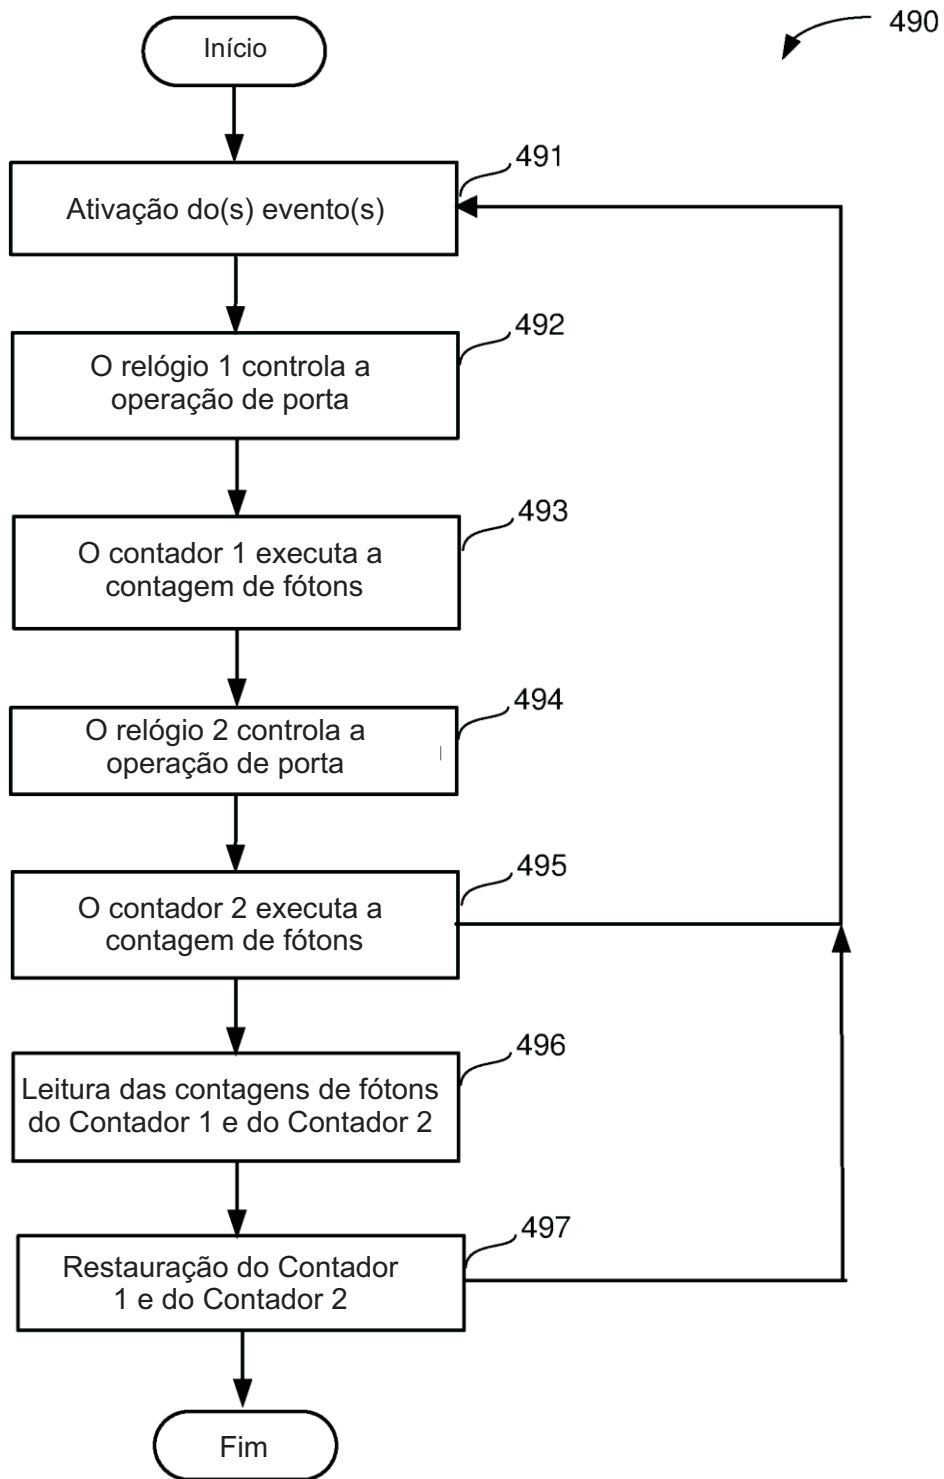 490
Início
491
Ativação do(s) evento(s)
492
O relógio 1 controla a
operação de porta
493
O contador 1 executa a
contagem de fótons
494
O relógio 2 controla a
operação de porta
495
O contador 2 executa a
contagem de fótons
496
Leitura das contagens de fótons
do Contador 1 e do Contador 2
497
Restauração do Contador
1 e do Contador 2
Fim